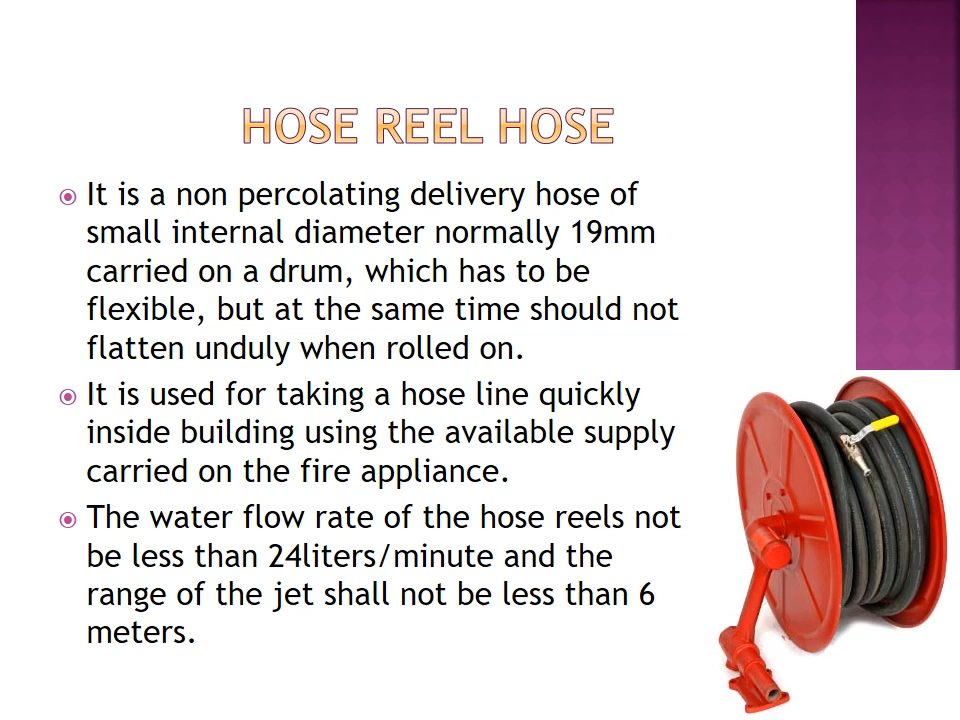 HOSE REEL HOSE
It is a non percolating delivery hose of
small internal diameter normally 19mm
carried on a drum, which has to be
flexible, but at the same time should not
flatten unduly when rolled on.
It is used for taking a hose line quickly
inside building using the available supply
carried on the fire appliance.
The water flow rate of the hose reels not
be less than 24liters/minute and the
range of the jet shall not be less than 6
meters.